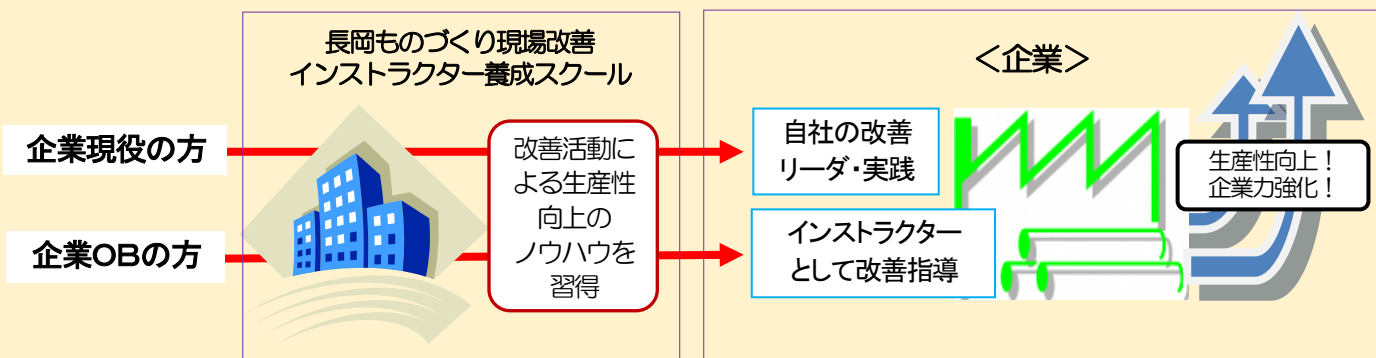 長岡ものづくり現場改善
インストラクター養成スクール
企業現役の方
企業OBの方
改善活動に
よる生産性
向上の
ノウハウを
習得
＜企業＞
自社の改善
リーダ・実践
インストラクター
として改善指導
生産性向上！
企業力強化！